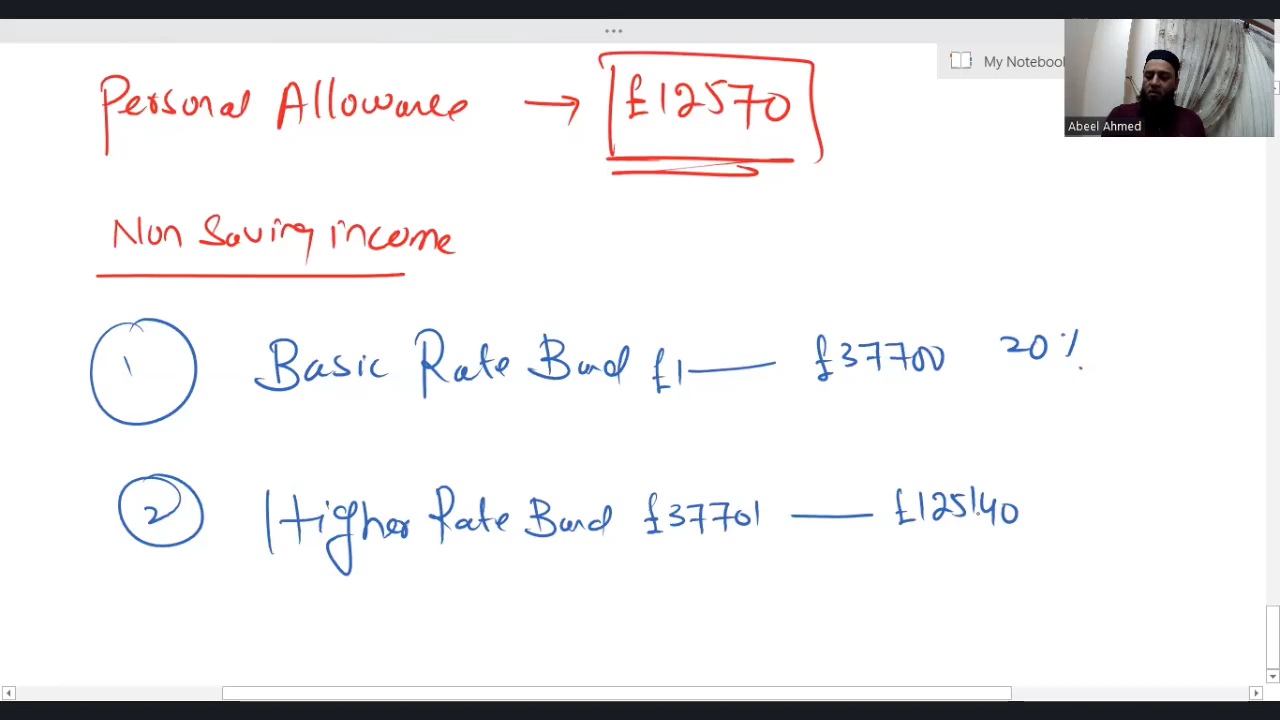 My Notebook
Abeel Ahmed
Personal Allowance → £12570
Non Saving income
1 Basic Rate Band £1 — £37700 20%
2 Higher Rate Band £37701 — £125140